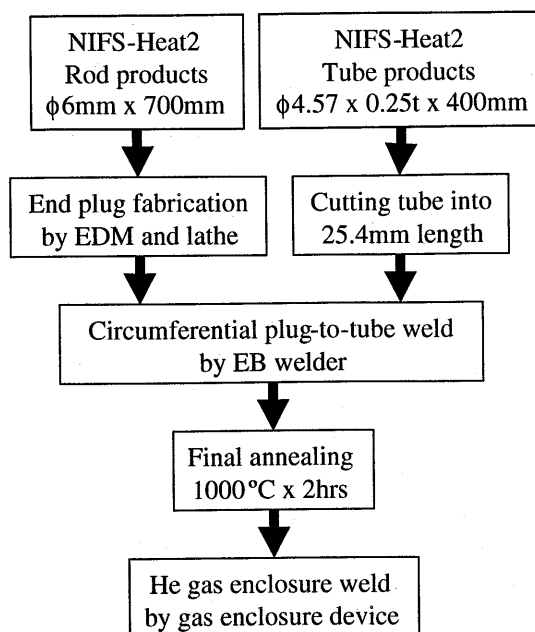 NIFS-Heat2
Rod products
ϕ6mm x 700mm
NIFS-Heat2
Tube products
ϕ4.57 x 0.25t x 400mm
End plug fabrication
by EDM and lathe
Cutting tube into
25.4mm length
Circumferential plug-to-tube weld
by EB welder
Final annealing
1000°C x 2hrs
He gas enclosure weld
by gas enclosure device